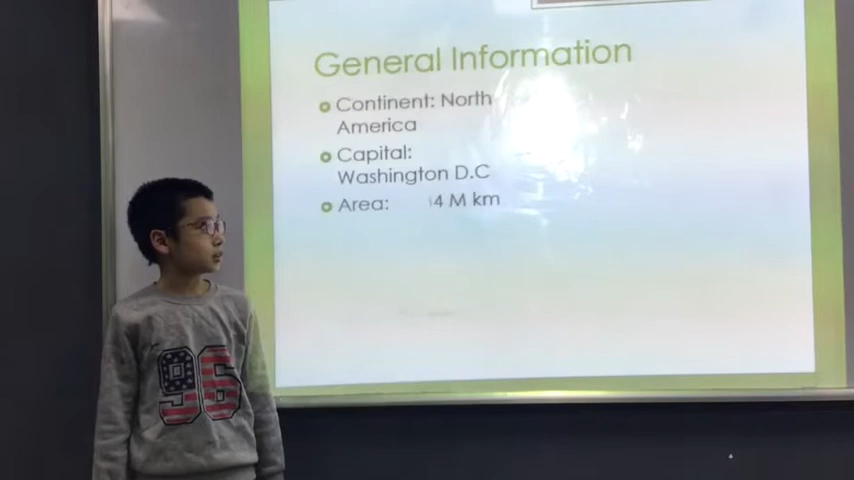 General Information
Continent: North
America
Capital:
Washington D.C
Area: 4 M km
96